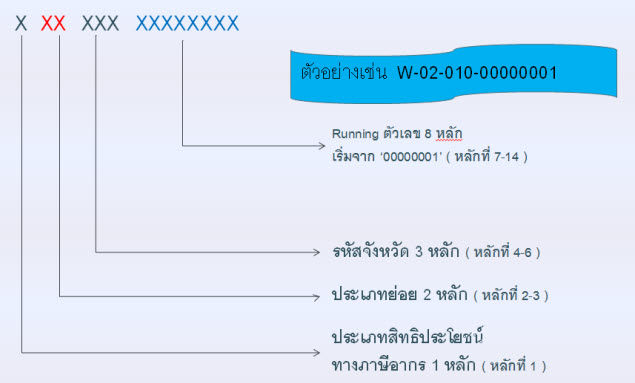 X XX XXX XXXXXXXX
ตัวอย่างเช่น W-02-010-00000001
Running ตัวเลข 8 หลัก
เริ่มจาก ‘00000001’ ( หลักที่ 7-14 )
รหัสจังหวัด 3 หลัก ( หลักที่ 4-6 )
ประเภทย่อย 2 หลัก ( หลักที่ 2-3 )
ประเภทสิทธิประโยชน์
ทางภาษีอากร 1 หลัก ( หลักที่ 1 )